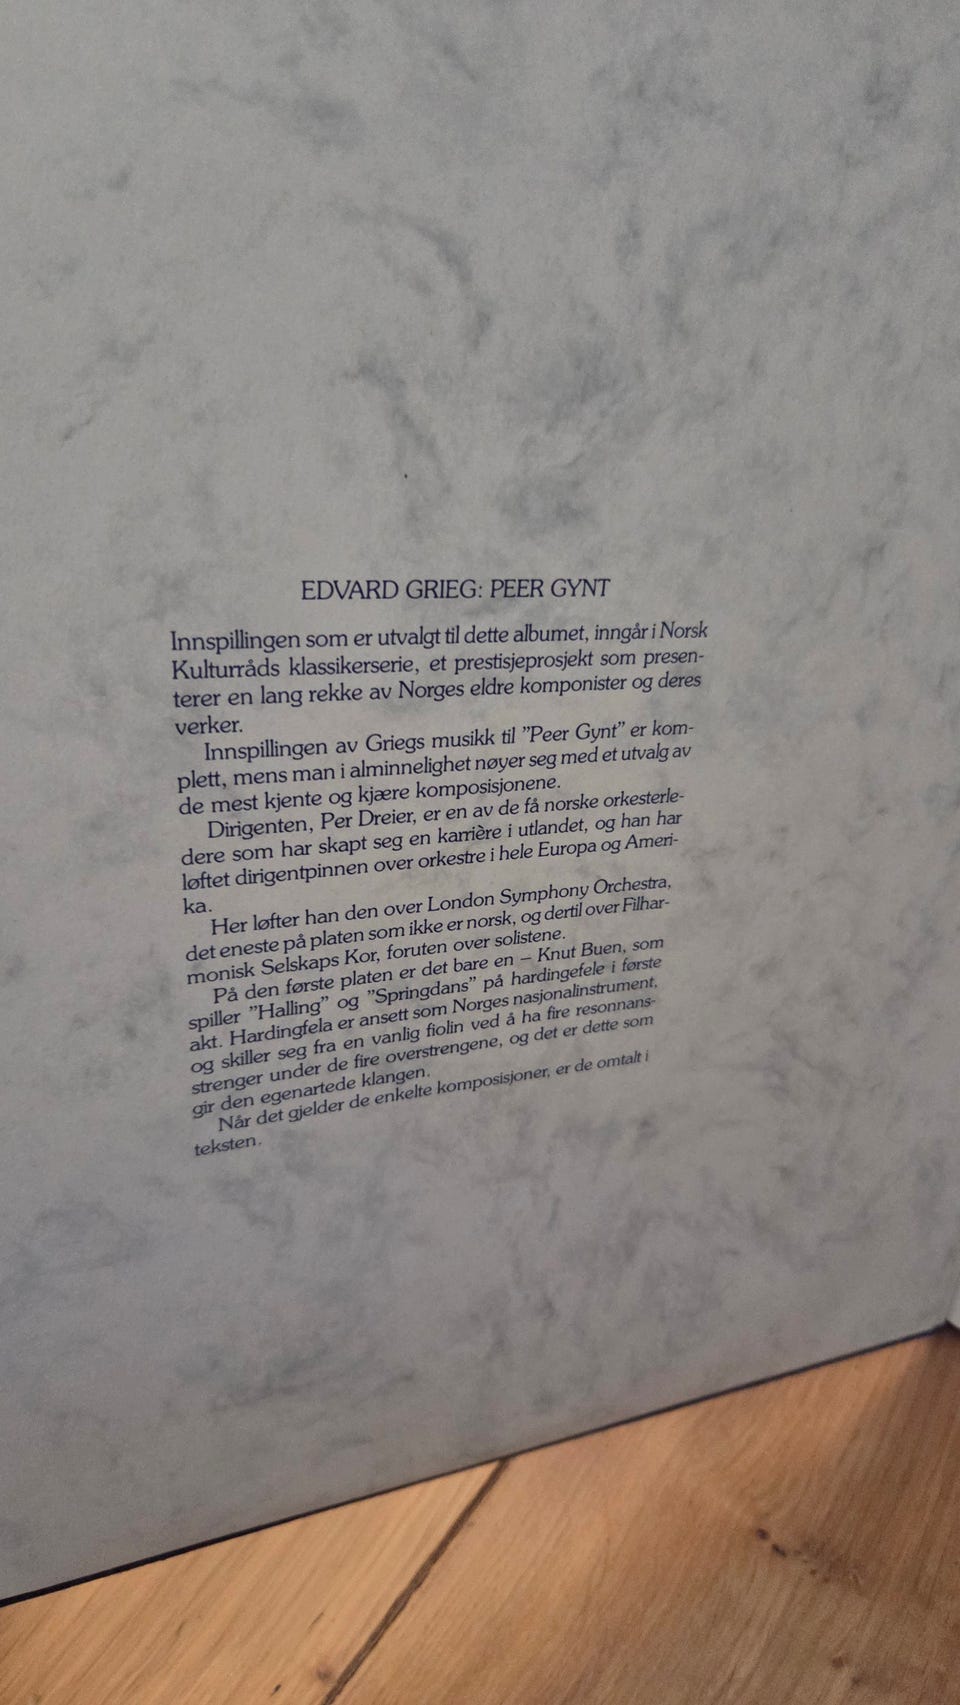 EDVARD GRIEG: PEER GYNT
Innspillingen som er utvalgt til dette albumet, inngår i Norsk
Kulturråds klassikerserie, et prestisjeprosjekt som presen-
terer en lang rekke av Norges eldre komponister og deres
verker.
Innspillingen av Griegs musikk til "Peer Gynt" er kom-
plett, mens man i alminnelighet nøyer seg med et utvalg av
de mest kjente og kjære komposisjonene.
Dirigenten, Per Dreier, er en av de få norske orkesterle-
dere som har skapt seg en karrière i utlandet, og han har
løftet dirigentpinnen over orkestre i hele Europa og Ameri-
ka.
Her løfter han den over London Symphony Orchestra,
det eneste på platen som ikke er norsk, og dertil over Filhar-
monisk Selskaps Kor, foruten over solistene.
På den første platen er det bare en – Knut Buen, som
spiller "Halling" og "Springdans" på hardingefele i første
akt. Hardingfela er ansett som Norges nasjonalinstrument,
og skiller seg fra en vanlig fiolin ved å ha fire resonnans-
strenger under de fire overstrengene, og det er dette som
gir den egenartede klangen.
Når det gjelder de enkelte komposisjoner, er de omtalt i
teksten.